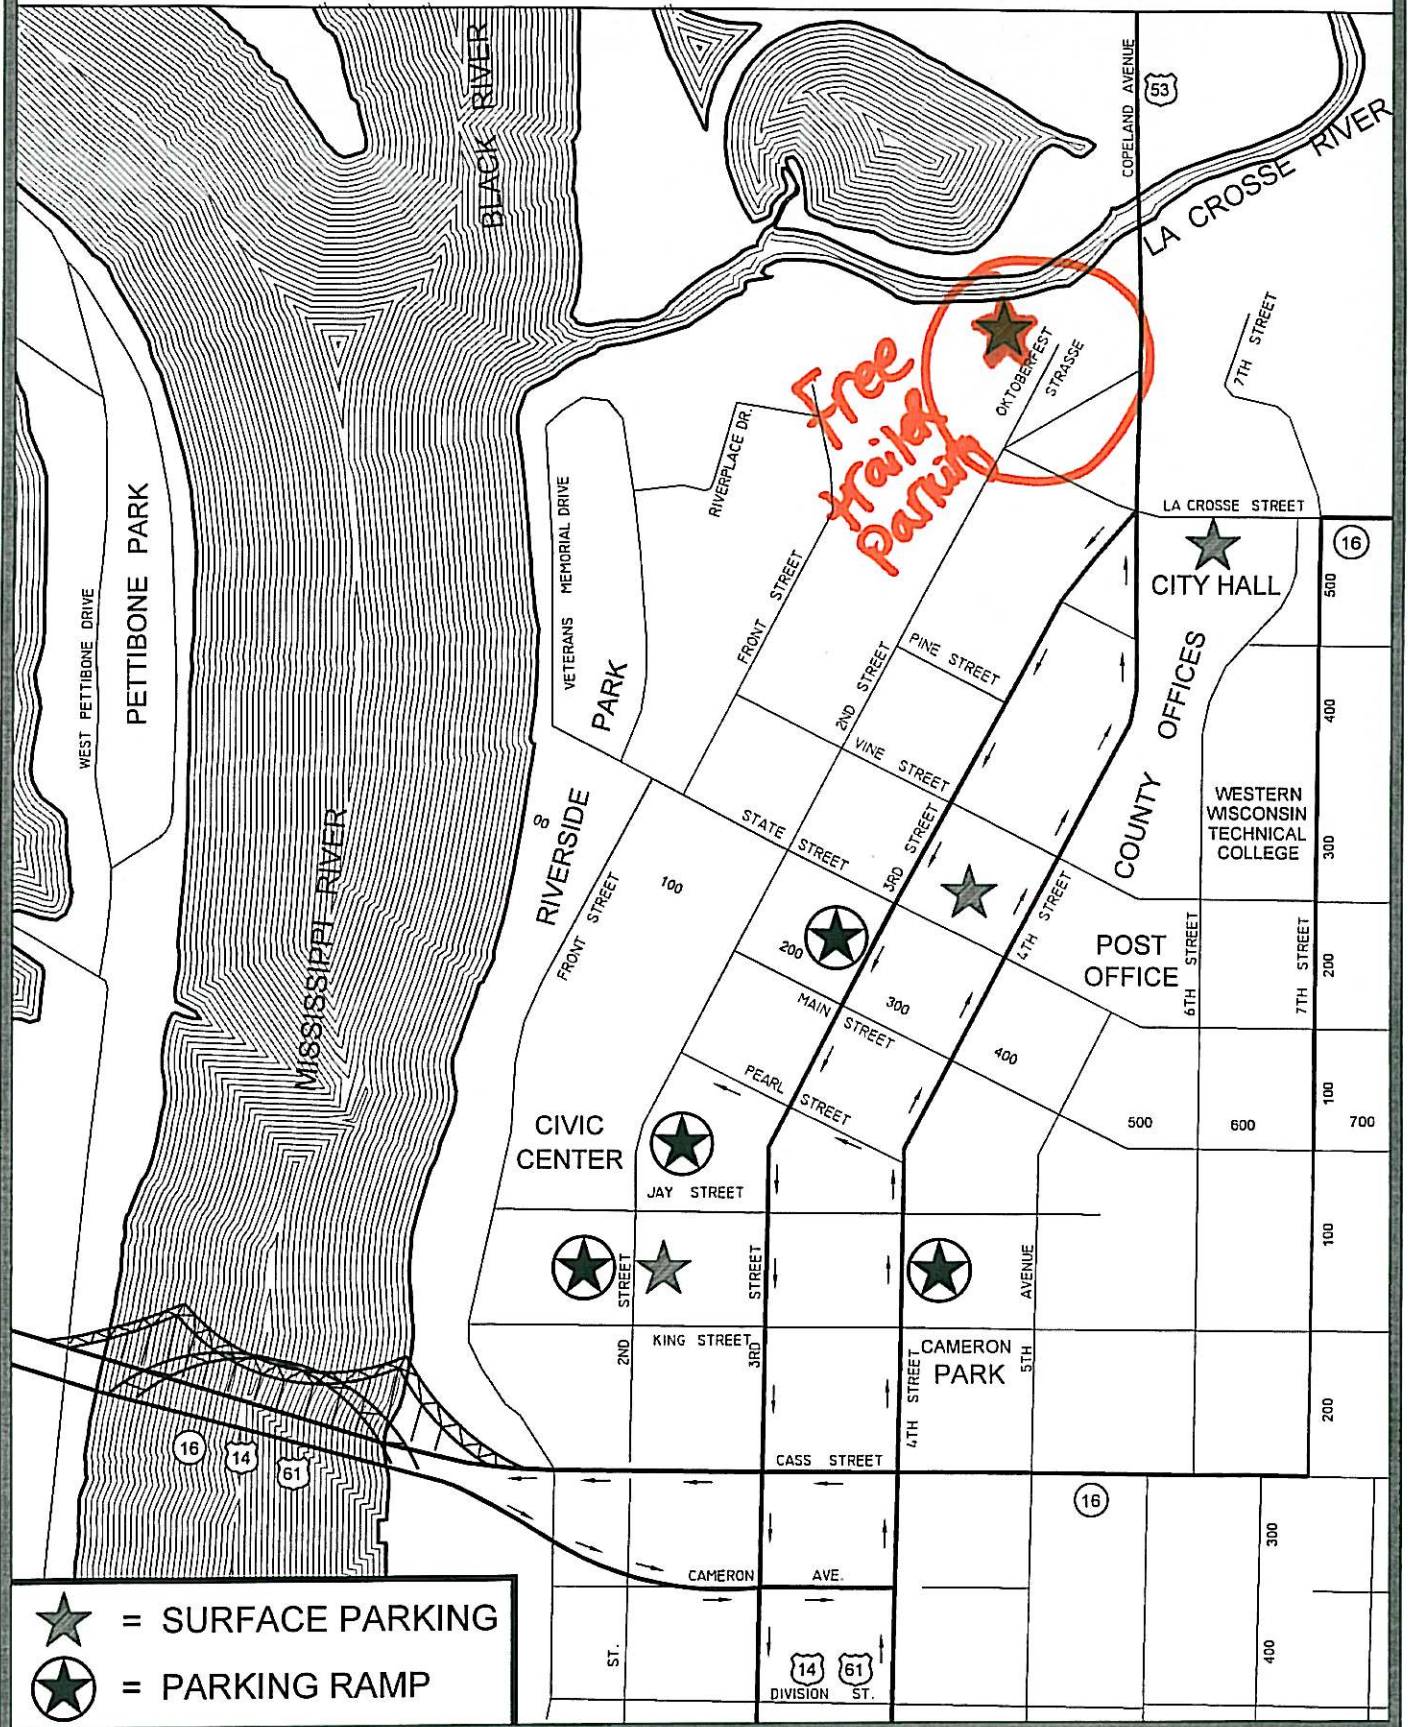 BLACK RIVER
COPELAND AVENUE
53
LA CROSSE RIVER
7TH STREET
OKTOBERFEST
STRASSE
Free
trailer
parking
RIVERPLACE DR.
LA CROSSE STREET
16
CITY HALL
500
PETTIBONE PARK
WEST PETTIBONE DRIVE
VETERANS MEMORIAL DRIVE
PARK
FRONT STREET
2ND STREET
PINE STREET
COUNTY OFFICES
400
VINE STREET
RIVERSIDE
00
STATE STREET
3RD STREET
WESTERN
WISCONSIN
TECHNICAL
COLLEGE
300
MISSISSIPPI RIVER
FRONT STREET
100
4TH STREET
200
POST
OFFICE
6TH STREET
7TH STREET
200
MAIN STREET
300
400
PEARL STREET
100
500
600
700
CIVIC
CENTER
JAY STREET
100
2ND STREET
3RD STREET
5TH AVENUE
KING STREET
CAMERON
PARK
4TH STREET
200
16
14
61
CASS STREET
16
300
CAMERON AVE.
ST.
14
61
DIVISION ST.
400
= SURFACE PARKING
= PARKING RAMP